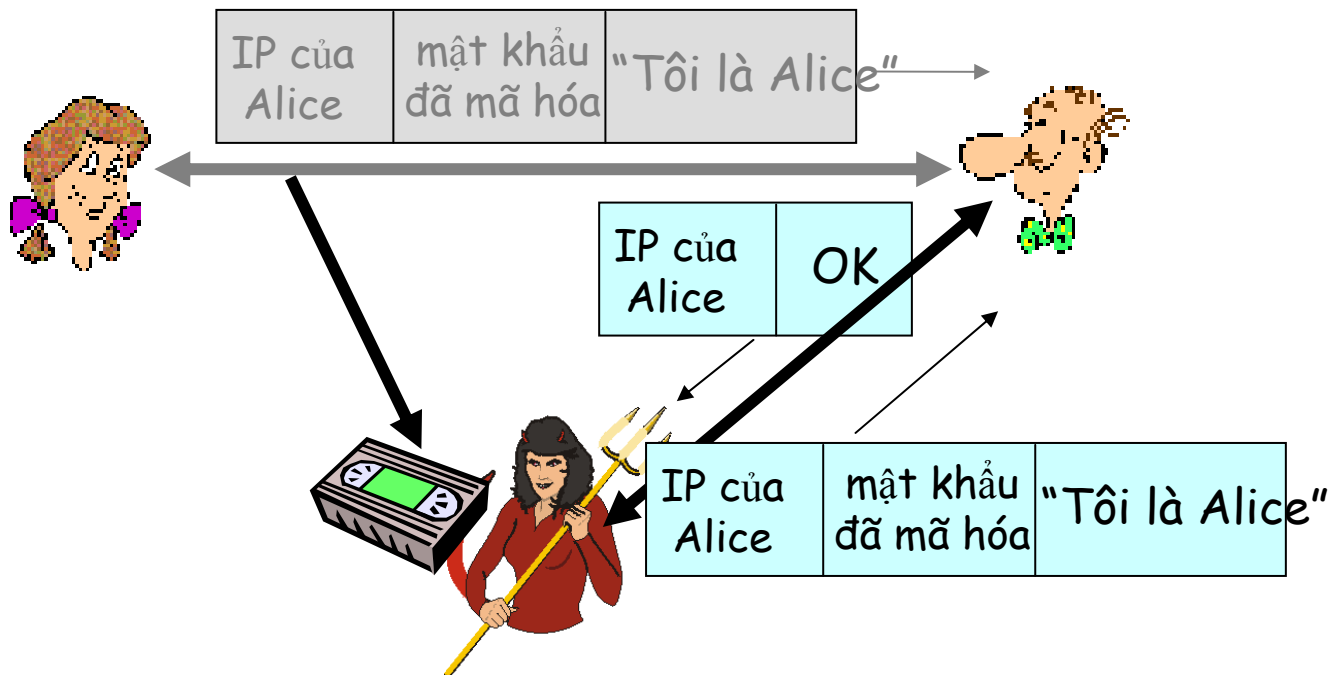 IP của
Alice
mật khẩu
đã mã hóa
“Tôi là Alice”
IP của
Alice
OK
IP của
Alice
mật khẩu
đã mã hóa
“Tôi là Alice”